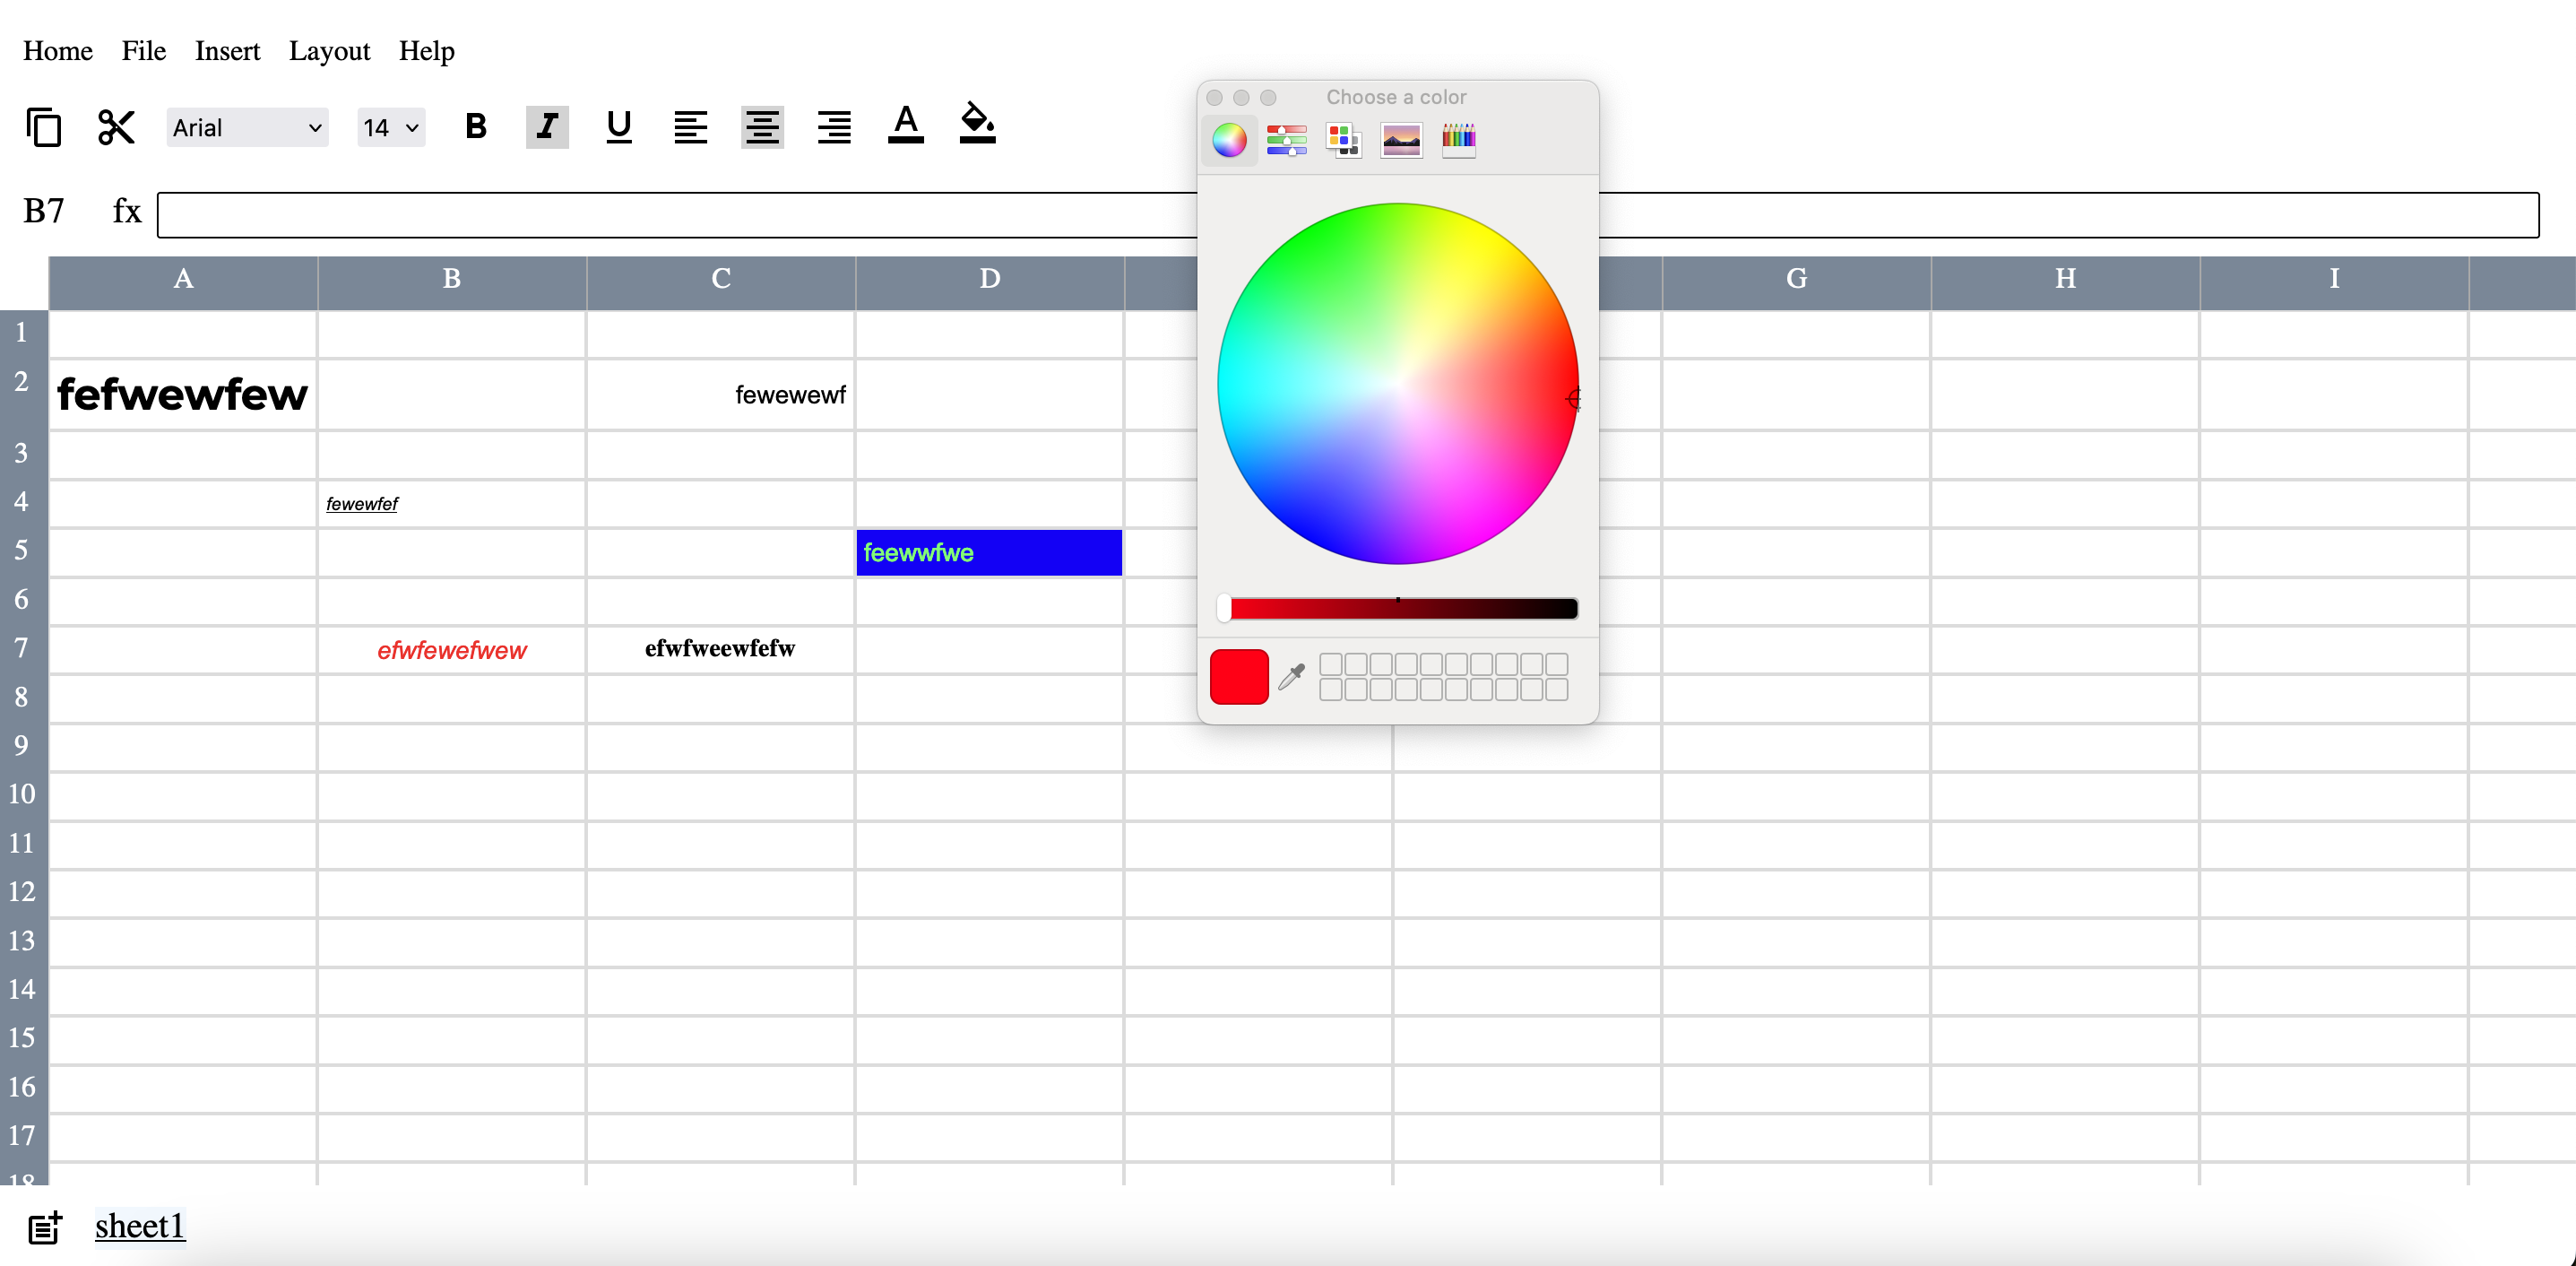 Home File Insert Layout Help
Choose a color
Arial 14 B I U A
B7 fx
A B C D G H I
1
2 fefwewfew fewewewf
3
4 fewewfef
5 feewwfwe
6
7 efwfewefwew efwfweewfefw
8
9
10
11
12
13
14
15
16
17
18
sheet1